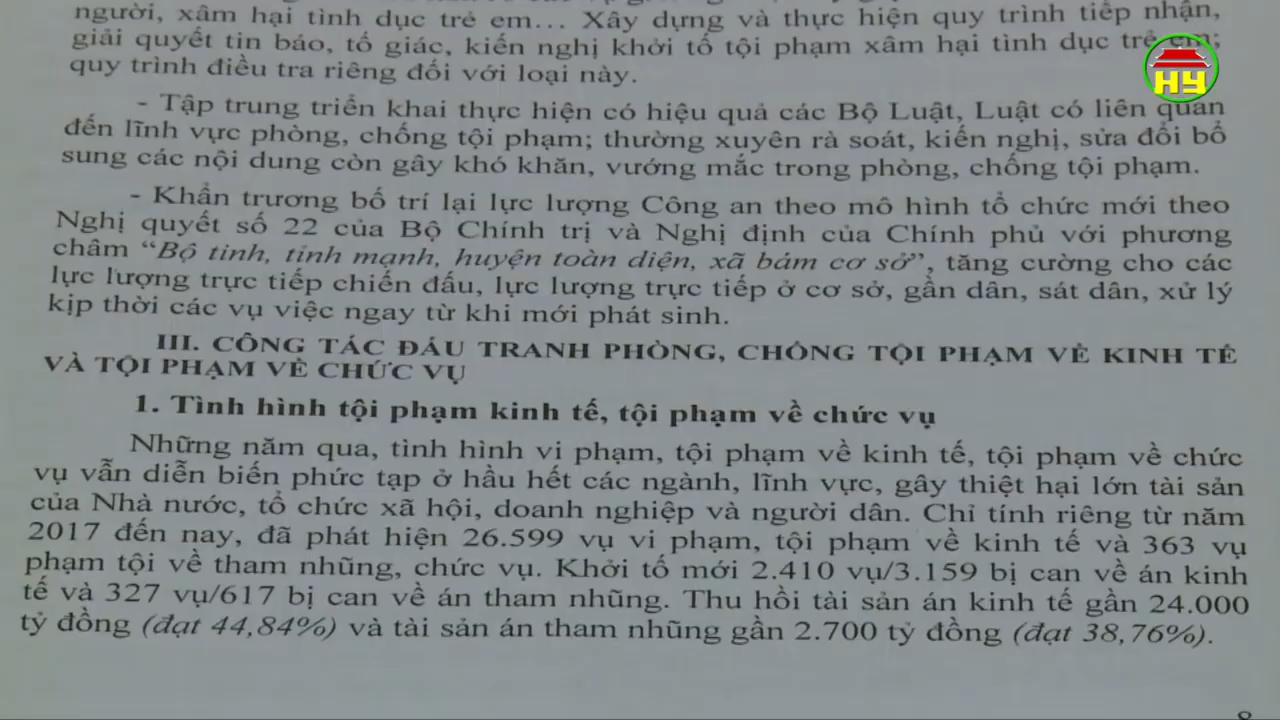 người, xâm hại tình dục trẻ em… Xây dựng và thực hiện quy trình tiếp nhận,
giải quyết tin báo, tố giác, kiến nghị khởi tố tội phạm xâm hại tình dục trẻ em;
quy trình điều tra riêng đối với loại này.
- Tập trung triển khai thực hiện có hiệu quả các Bộ Luật, Luật có liên quan
đến lĩnh vực phòng, chống tội phạm; thường xuyên rà soát, kiến nghị, sửa đổi bổ
sung các nội dung còn gây khó khăn, vướng mắc trong phòng, chống tội phạm.
- Khẩn trương bố trí lại lực lượng Công an theo mô hình tổ chức mới theo
Nghị quyết số 22 của Bộ Chính trị và Nghị định của Chính phủ với phương
châm “Bộ tinh, tỉnh mạnh, huyện toàn diện, xã bám cơ sở”, tăng cường cho các
lực lượng trực tiếp chiến đấu, lực lượng trực tiếp ở cơ sở, gần dân, sát dân, xử lý
kịp thời các vụ việc ngay từ khi mới phát sinh.
III. CÔNG TÁC ĐẤU TRANH PHÒNG, CHỐNG TỘI PHẠM VỀ KINH TẾ
VÀ TỘI PHẠM VỀ CHỨC VỤ
1. Tình hình tội phạm kinh tế, tội phạm về chức vụ
Những năm qua, tình hình vi phạm, tội phạm về kinh tế, tội phạm về chức
vụ vẫn diễn biến phức tạp ở hầu hết các ngành, lĩnh vực, gây thiệt hại lớn tài sản
của Nhà nước, tổ chức xã hội, doanh nghiệp và người dân. Chỉ tính riêng từ năm
2017 đến nay, đã phát hiện 26.599 vụ vi phạm, tội phạm về kinh tế và 363 vụ
phạm tội về tham nhũng, chức vụ. Khởi tố mới 2.410 vụ/3.159 bị can về án kinh
tế và 327 vụ/617 bị can về án tham nhũng. Thu hồi tài sản án kinh tế gần 24.000
tỷ đồng (đạt 44,84%) và tài sản án tham nhũng gần 2.700 tỷ đồng (đạt 38,76%).
HY